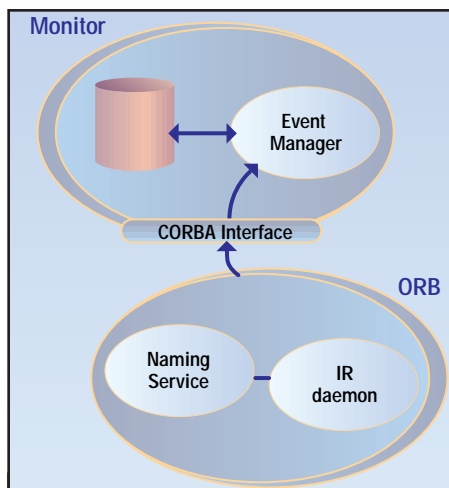 Monitor
Event
Manager
CORBA Interface
ORB
Naming
Service
IR
daemon